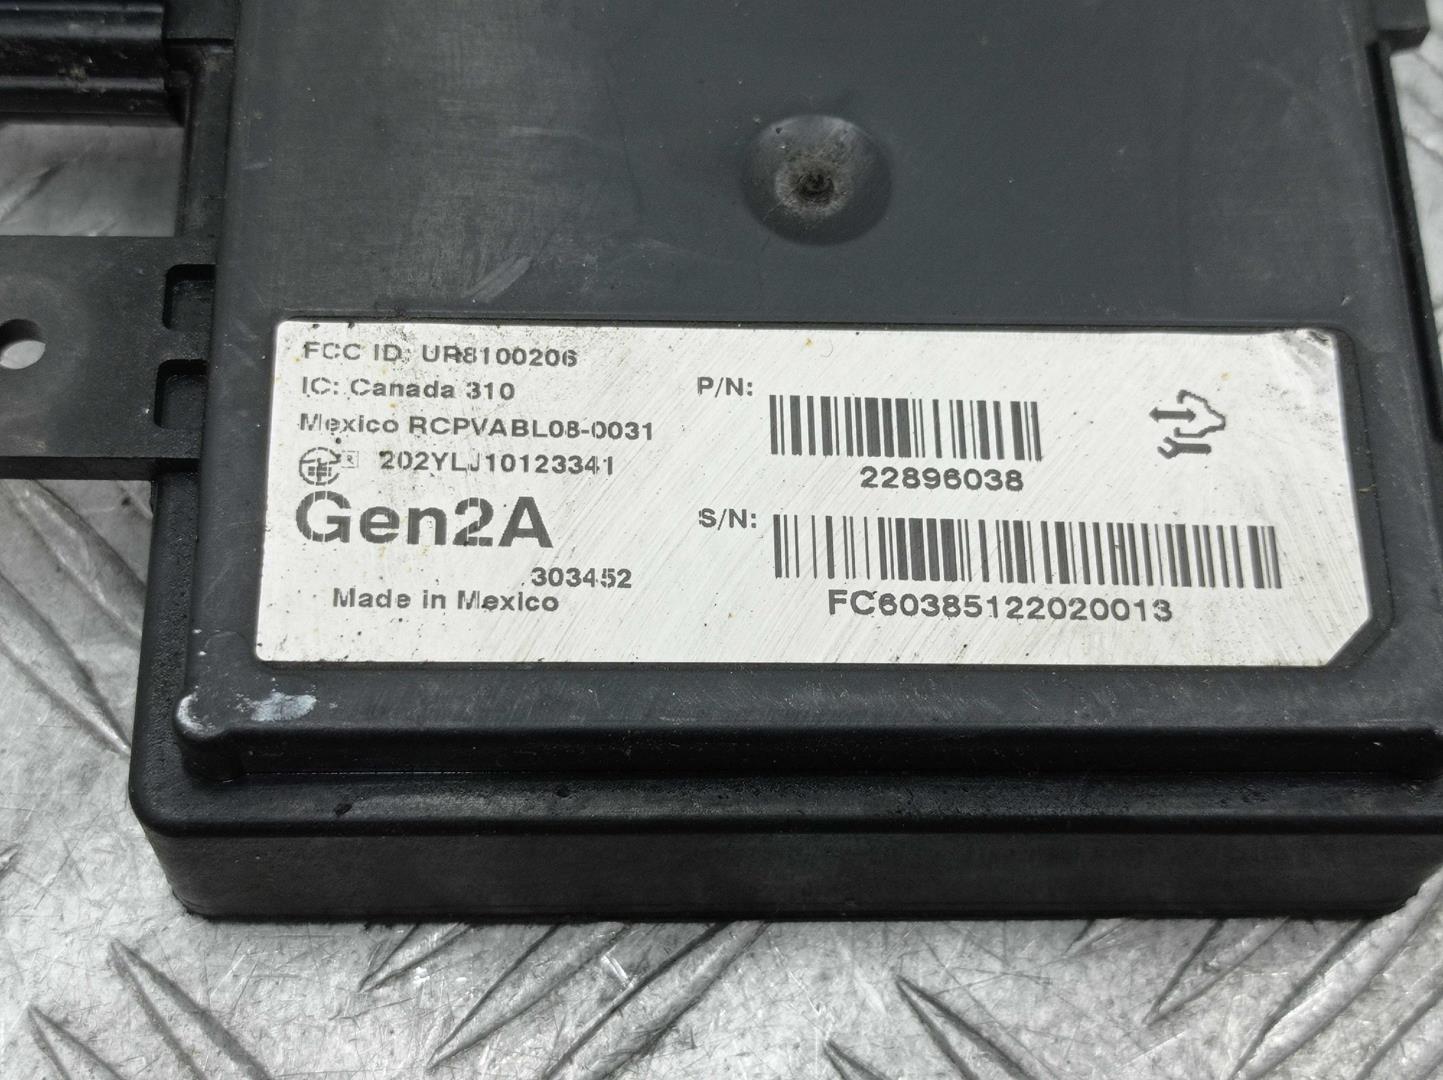 FCC ID: UR8100206
IC: Canada 310
Mexico RCPVABL08-0031
R 202YLJ10123341
Gen2A
303452
Made in Mexico
P/N:
22896038
S/N:
FC60385122020013